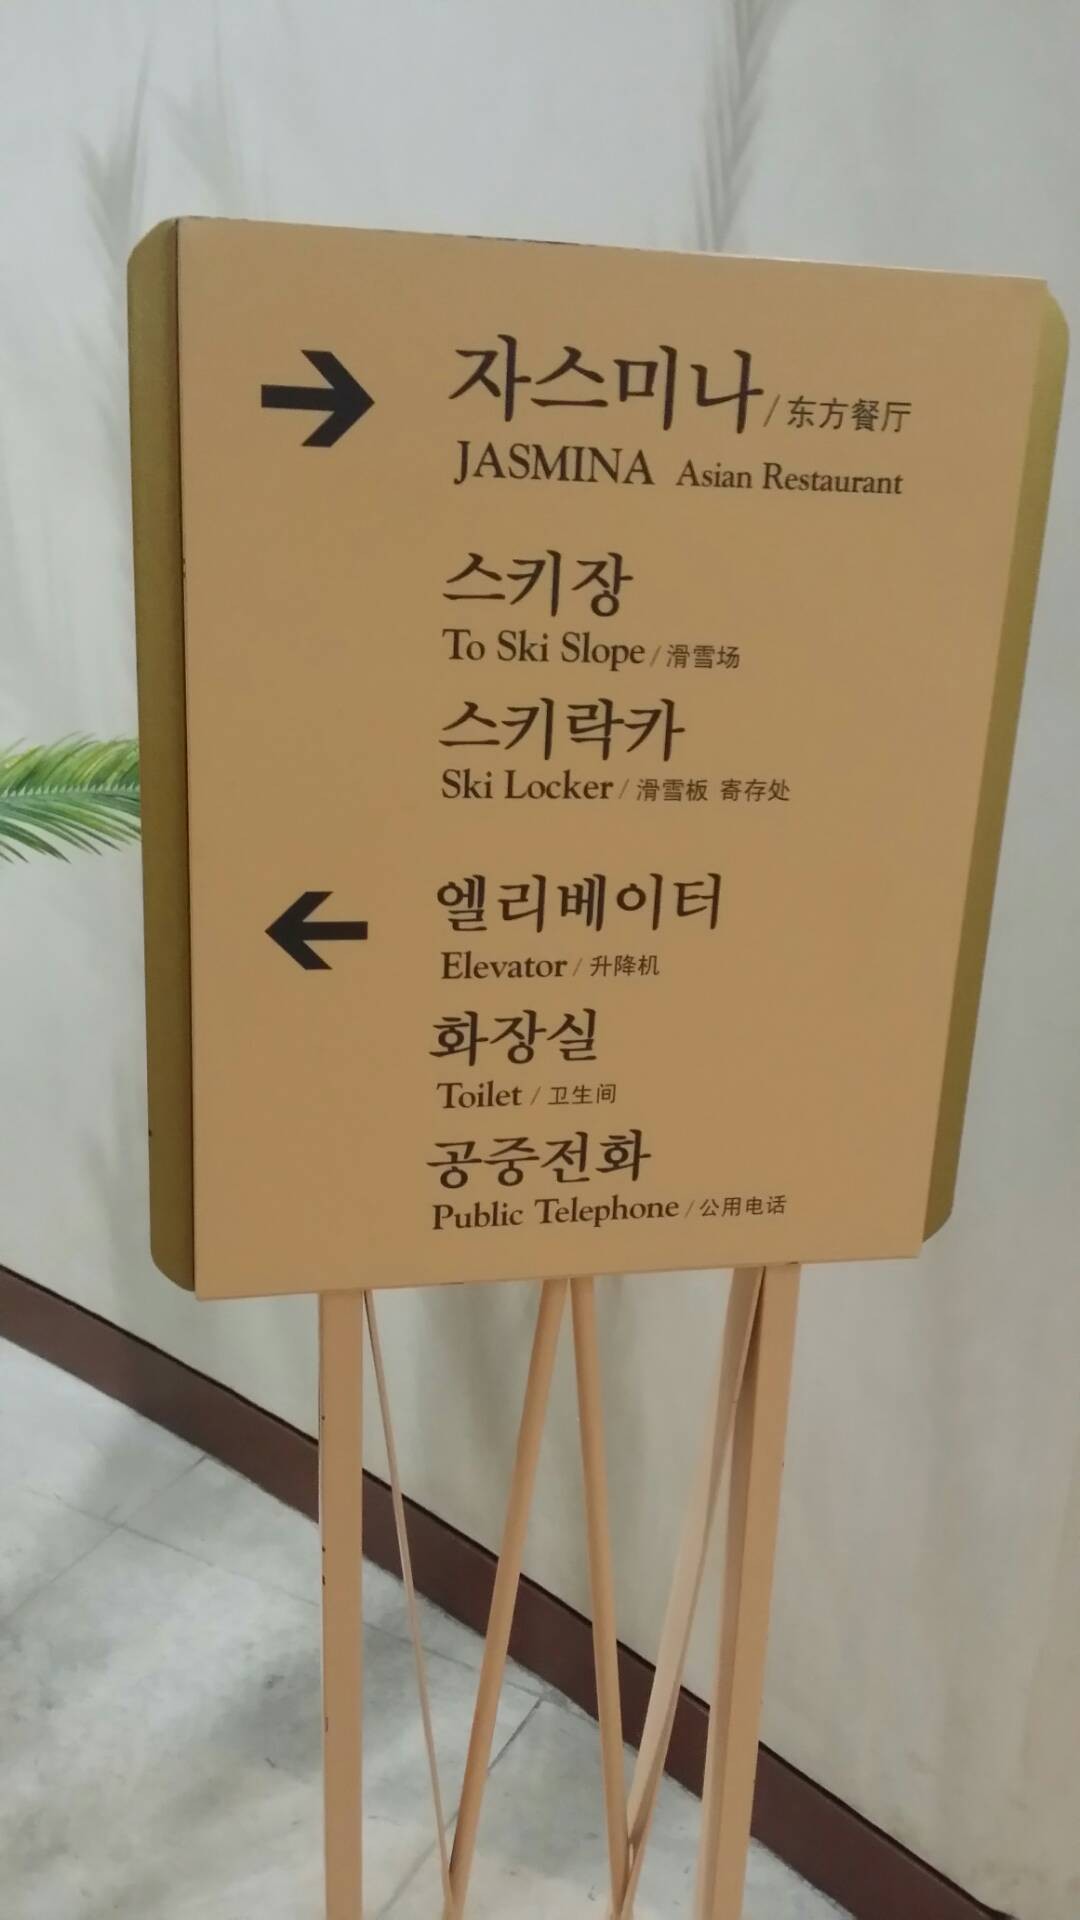 자스미나/东方餐厅
JASMINA Asian Restaurant
스키장
To Ski Slope/滑雪场
스키락카
Ski Locker/滑雪板 寄存处
엘리베이터
Elevator/升降机
화장실
Toilet/卫生间
공중전화
Public Telephone/公用电话